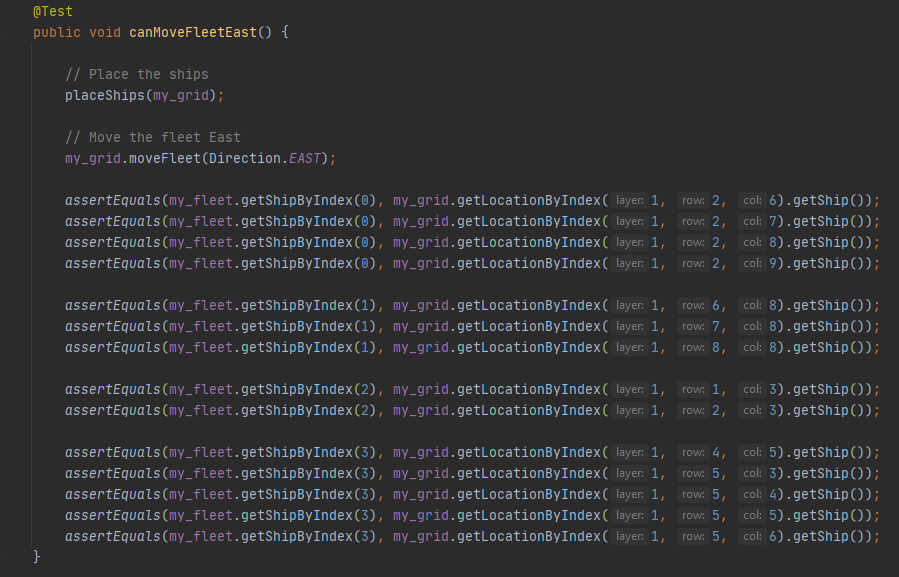 @Test
public void canMoveFleetEast() {
// Place the ships
placeShips(my_grid);
// Move the fleet East
my_grid.moveFleet(Direction.EAST);
assertEquals(my_fleet.getShipByIndex(0), my_grid.getLocationByIndex( layer: 1, row: 2, col: 6).getShip());
assertEquals(my_fleet.getShipByIndex(0), my_grid.getLocationByIndex( layer: 1, row: 2, col: 7).getShip());
assertEquals(my_fleet.getShipByIndex(0), my_grid.getLocationByIndex( layer: 1, row: 2, col: 8).getShip());
assertEquals(my_fleet.getShipByIndex(0), my_grid.getLocationByIndex( layer: 1, row: 2, col: 9).getShip());
assertEquals(my_fleet.getShipByIndex(1), my_grid.getLocationByIndex( layer: 1, row: 6, col: 8).getShip());
assertEquals(my_fleet.getShipByIndex(1), my_grid.getLocationByIndex( layer: 1, row: 7, col: 8).getShip());
assertEquals(my_fleet.getShipByIndex(1), my_grid.getLocationByIndex( layer: 1, row: 8, col: 8).getShip());
assertEquals(my_fleet.getShipByIndex(2), my_grid.getLocationByIndex( layer: 1, row: 1, col: 3).getShip());
assertEquals(my_fleet.getShipByIndex(2), my_grid.getLocationByIndex( layer: 1, row: 2, col: 3).getShip());
assertEquals(my_fleet.getShipByIndex(3), my_grid.getLocationByIndex( layer: 1, row: 4, col: 5).getShip());
assertEquals(my_fleet.getShipByIndex(3), my_grid.getLocationByIndex( layer: 1, row: 5, col: 3).getShip());
assertEquals(my_fleet.getShipByIndex(3), my_grid.getLocationByIndex( layer: 1, row: 5, col: 4).getShip());
assertEquals(my_fleet.getShipByIndex(3), my_grid.getLocationByIndex( layer: 1, row: 5, col: 5).getShip());
assertEquals(my_fleet.getShipByIndex(3), my_grid.getLocationByIndex( layer: 1, row: 5, col: 6).getShip());
}